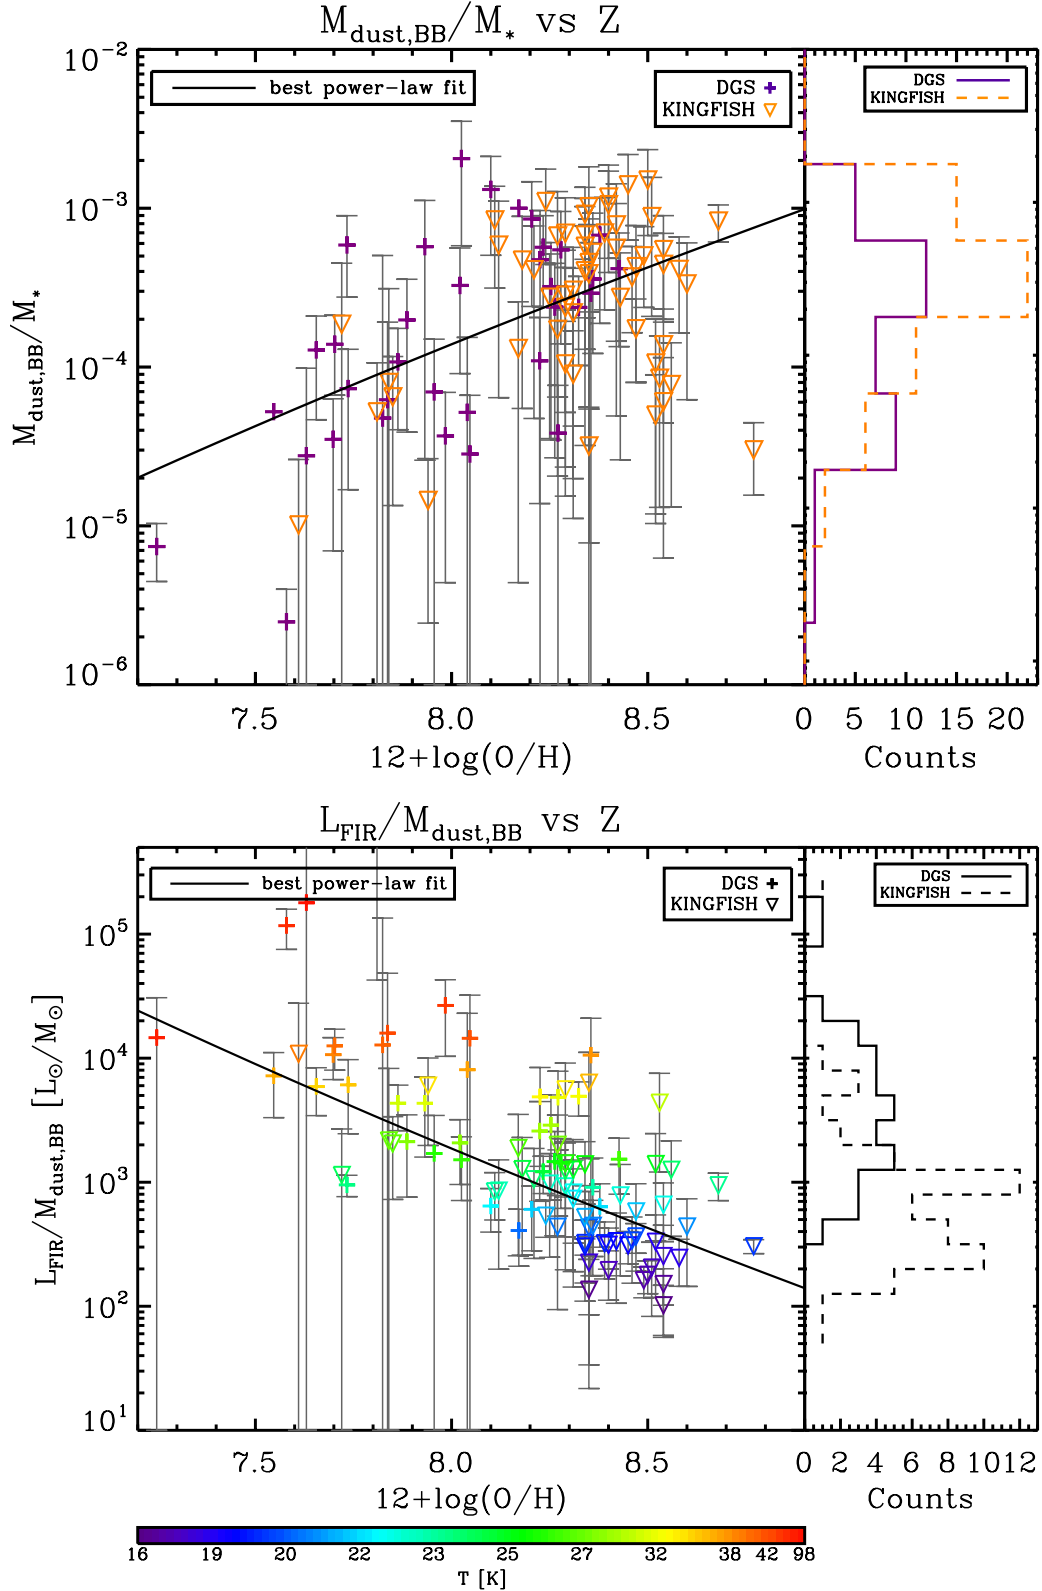 M_dust,BB/M_* vs Z
best power-law fit
DGS
KINGFISH
DGS
KINGFISH
M_dust,BB/M_*
10^-2
10^-3
10^-4
10^-5
10^-6
7.5 8.0 8.5
12+log(O/H)
0 5 10 15 20
Counts
L_FIR/M_dust,BB vs Z
best power-law fit
DGS
KINGFISH
DGS
KINGFISH
L_FIR/M_dust,BB [L_⊙/M_⊙]
10^5
10^4
10^3
10^2
10^1
7.5 8.0 8.5
12+log(O/H)
0 2 4 6 8 10 12
Counts
16 19 20 22 23 25 27 32 38 42 98
T [K]